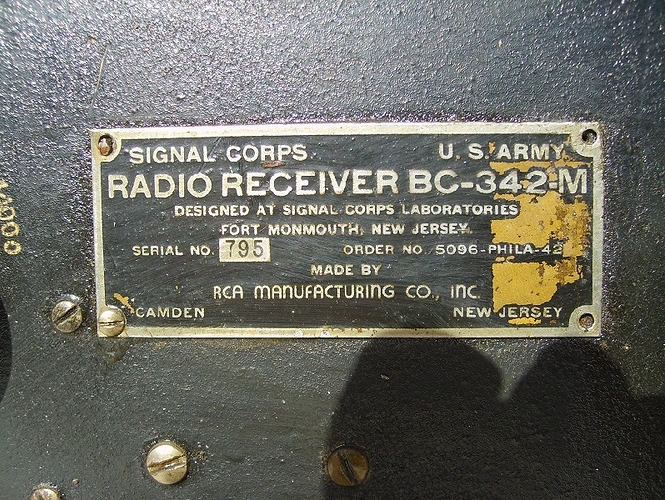 SIGNAL CORPS U. S. ARMY
RADIO RECEIVER BC-342-M
DESIGNED AT SIGNAL CORPS LABORATORIES
FORT MONMOUTH, NEW JERSEY.
SERIAL NO. 795 ORDER NO. 5096-PHILA-42
MADE BY
RCA MANUFACTURING CO., INC.
CAMDEN NEW JERSEY